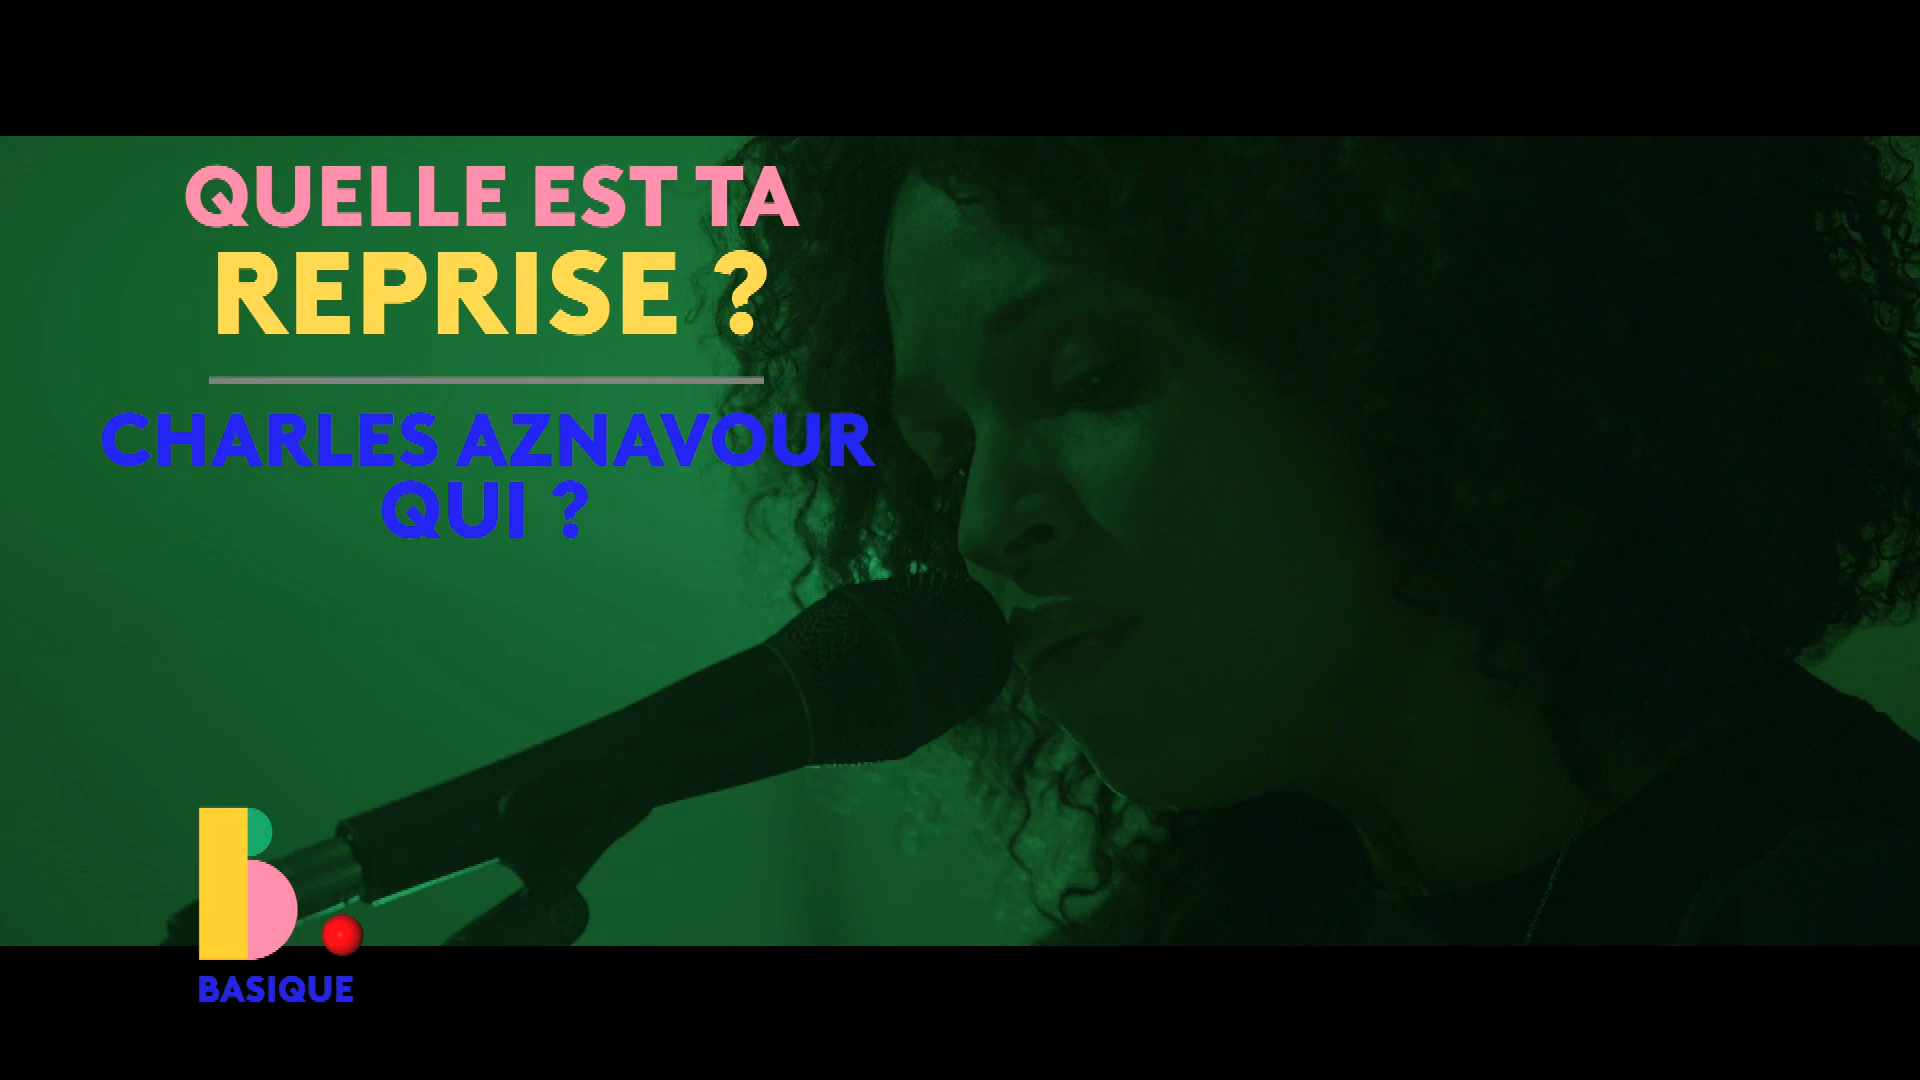 QUELLE EST TA
REPRISE ?
CHARLES AZNAVOUR
QUI ?
B.
BASIQUE